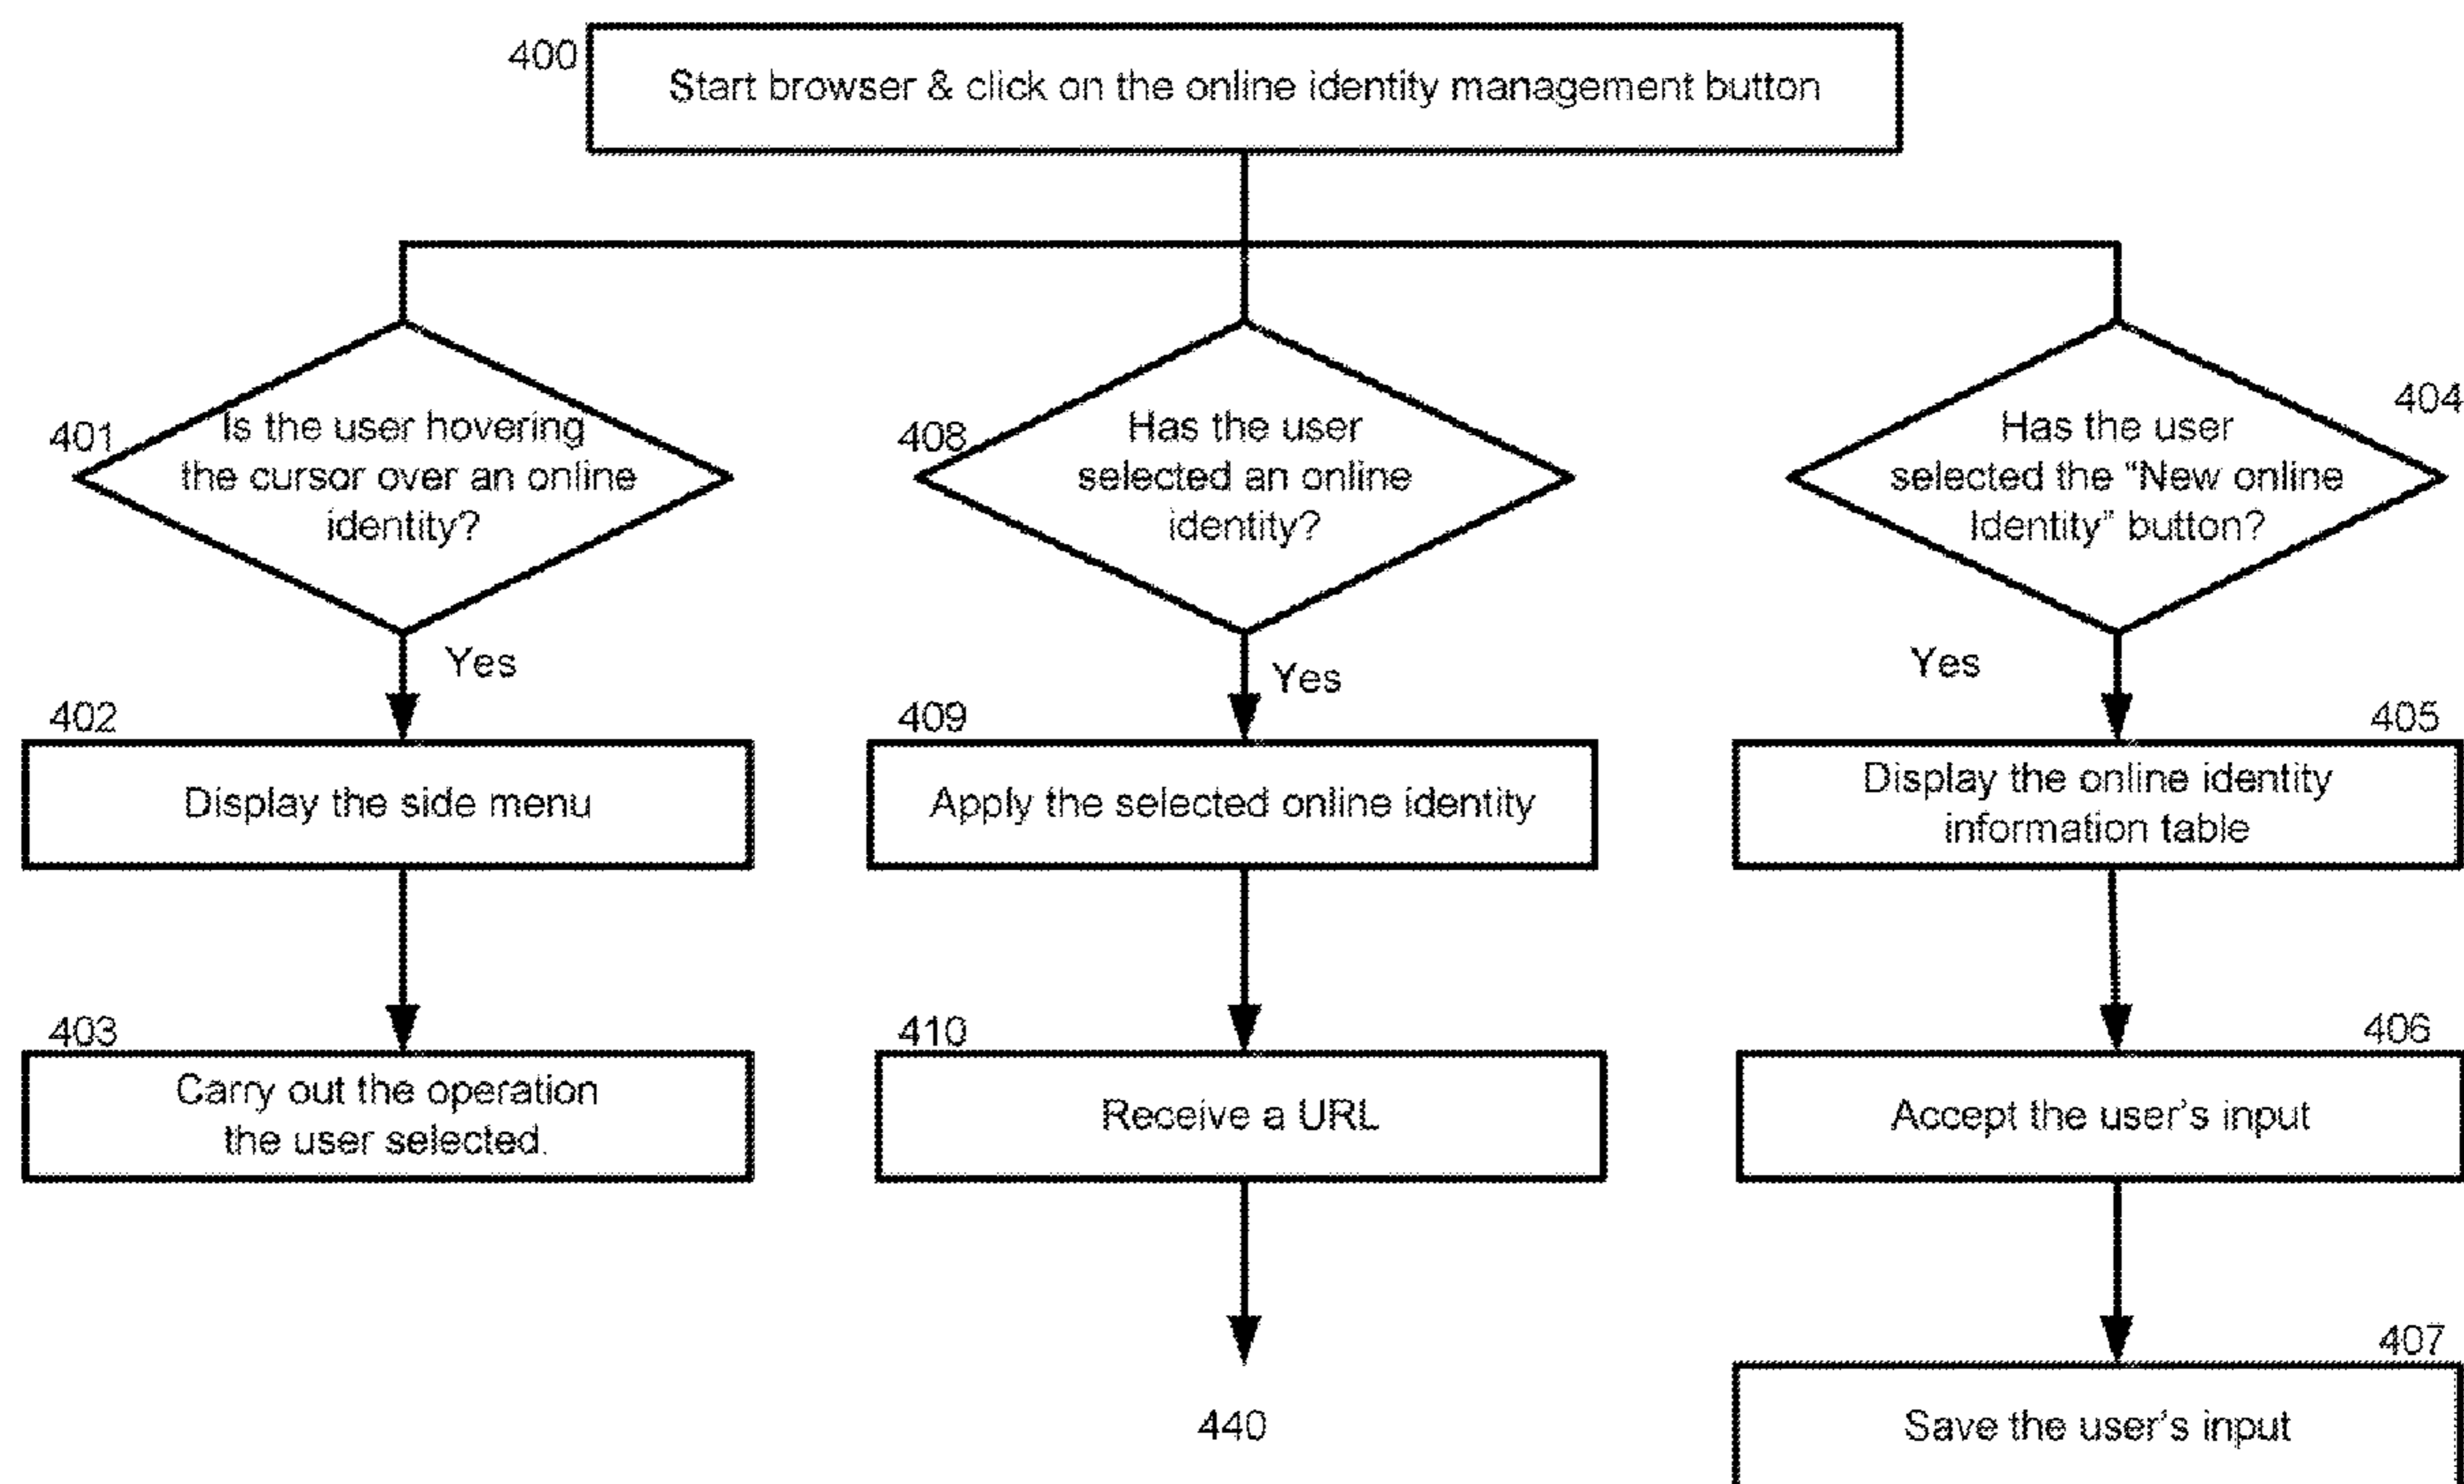 400
Start browser & click on the online identity management button
401
Is the user hovering
the cursor over an online
identity?
408
Has the user
selected an online
identity?
404
Has the user
selected the “New online
Identity” button?
Yes
Yes
Yes
402
Display the side menu
409
Apply the selected online identity
405
Display the online identity
information table
403
Carry out the operation
the user selected.
410
Receive a URL
406
Accept the user’s input
440
407
Save the user’s input